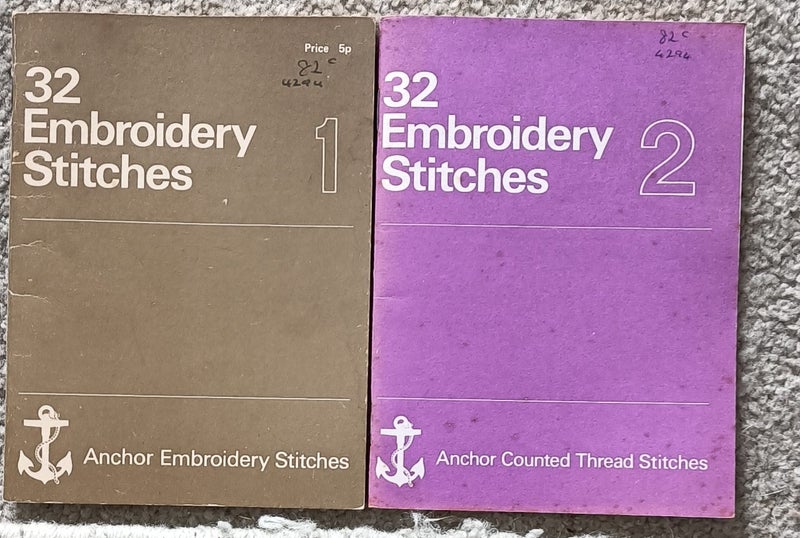 Price 5p
82c
4294
32
Embroidery
Stitches
1
Anchor Embroidery Stitches
82c
4294
32
Embroidery
Stitches
2
Anchor Counted Thread Stitches